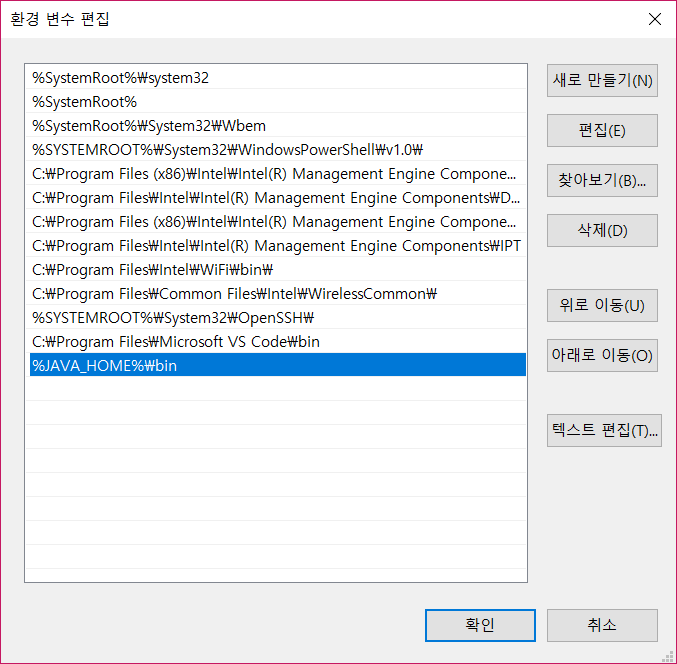 환경 변수 편집
%SystemRoot%₩system32
%SystemRoot%
%SystemRoot%₩System32₩Wbem
%SYSTEMROOT%₩System32₩WindowsPowerShell₩v1.0₩
C:₩Program Files (x86)₩Intel₩Intel(R) Management Engine Compone...
C:₩Program Files₩Intel₩Intel(R) Management Engine Components₩D...
C:₩Program Files (x86)₩Intel₩Intel(R) Management Engine Compone...
C:₩Program Files₩Intel₩Intel(R) Management Engine Components₩IPT
C:₩Program Files₩Intel₩WiFi₩bin₩
C:₩Program Files₩Common Files₩Intel₩WirelessCommon₩
%SYSTEMROOT%₩System32₩OpenSSH₩
C:₩Program Files₩Microsoft VS Code₩bin
%JAVA_HOME%₩bin
새로 만들기(N)
편집(E)
찾아보기(B)...
삭제(D)
위로 이동(U)
아래로 이동(O)
텍스트 편집(T)...
확인
취소